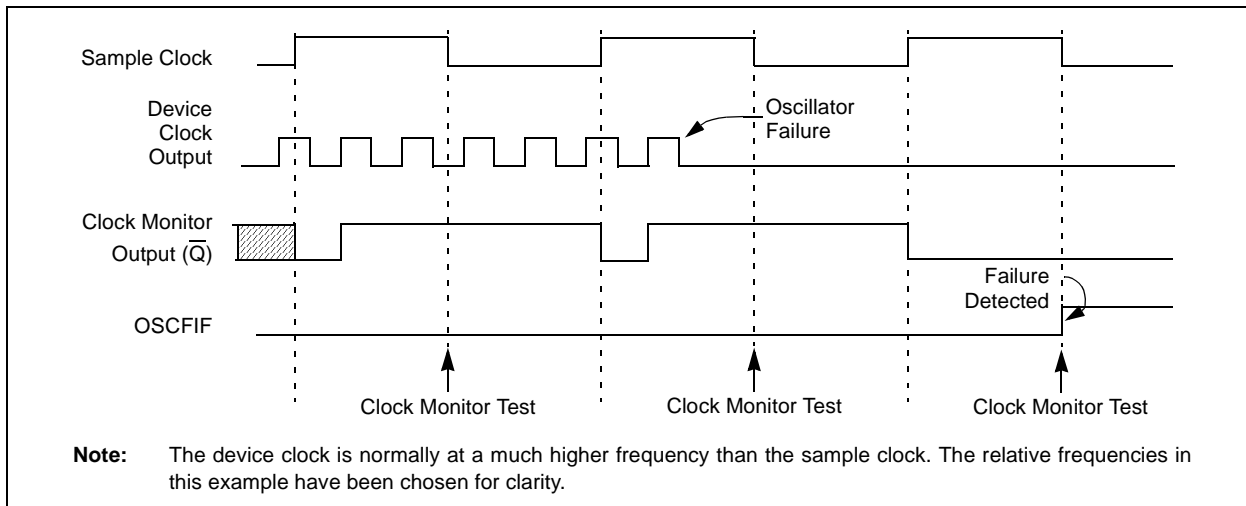 Sample Clock
Device
Clock
Output
Oscillator
Failure
Clock Monitor
Output (Q̅)
Failure
Detected
OSCFIF
Clock Monitor Test
Clock Monitor Test
Clock Monitor Test
Note: The device clock is normally at a much higher frequency than the sample clock. The relative frequencies in
this example have been chosen for clarity.